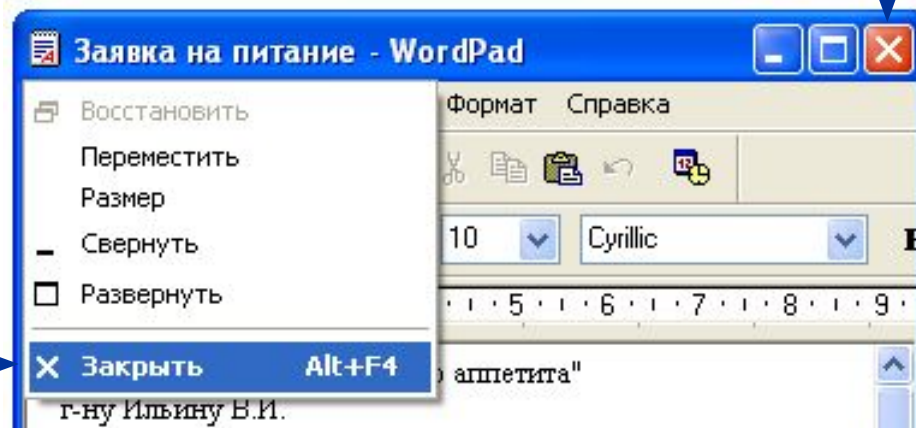 Заявка на питание - WordPad
Формат Справка
Восстановить
Переместить
Размер
Свернуть
Развернуть
Закрыть Alt+F4
10 Cyrillic
5 6 7 8 9
аппетита"
г-ну Ильину В.И.